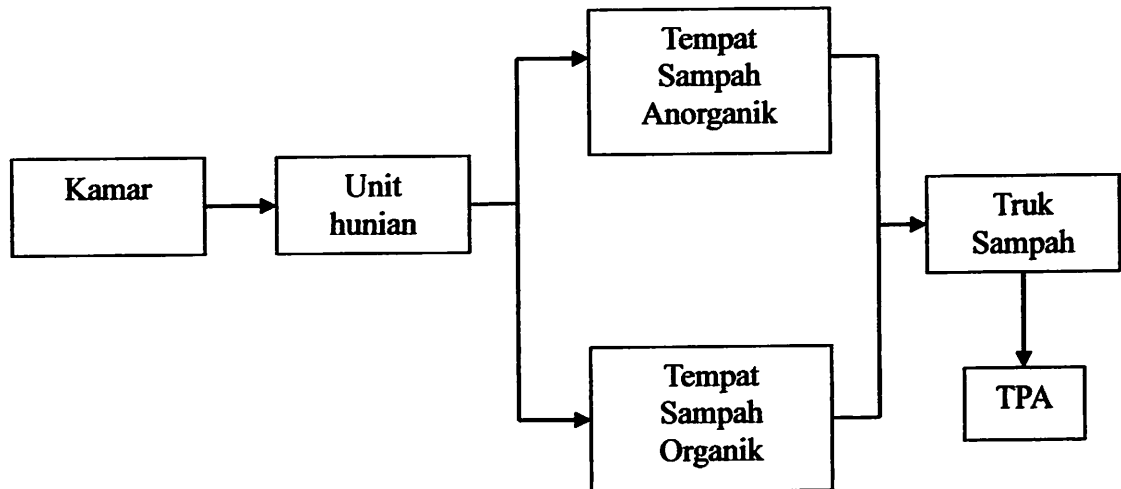 Kamar
Unit
hunian
Tempat
Sampah
Anorganik
Tempat
Sampah
Organik
Truk
Sampah
TPA